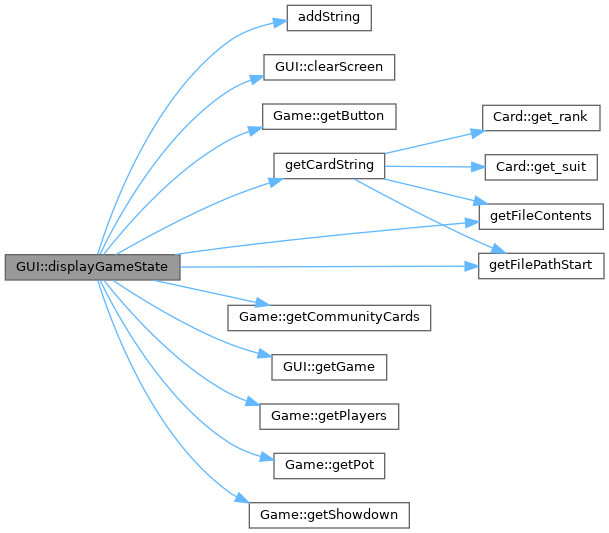 GUI::displayGameState
addString
GUI::clearScreen
Game::getButton
getCardString
Card::get_rank
Card::get_suit
getFileContents
getFilePathStart
Game::getCommunityCards
GUI::getGame
Game::getPlayers
Game::getPot
Game::getShowdown